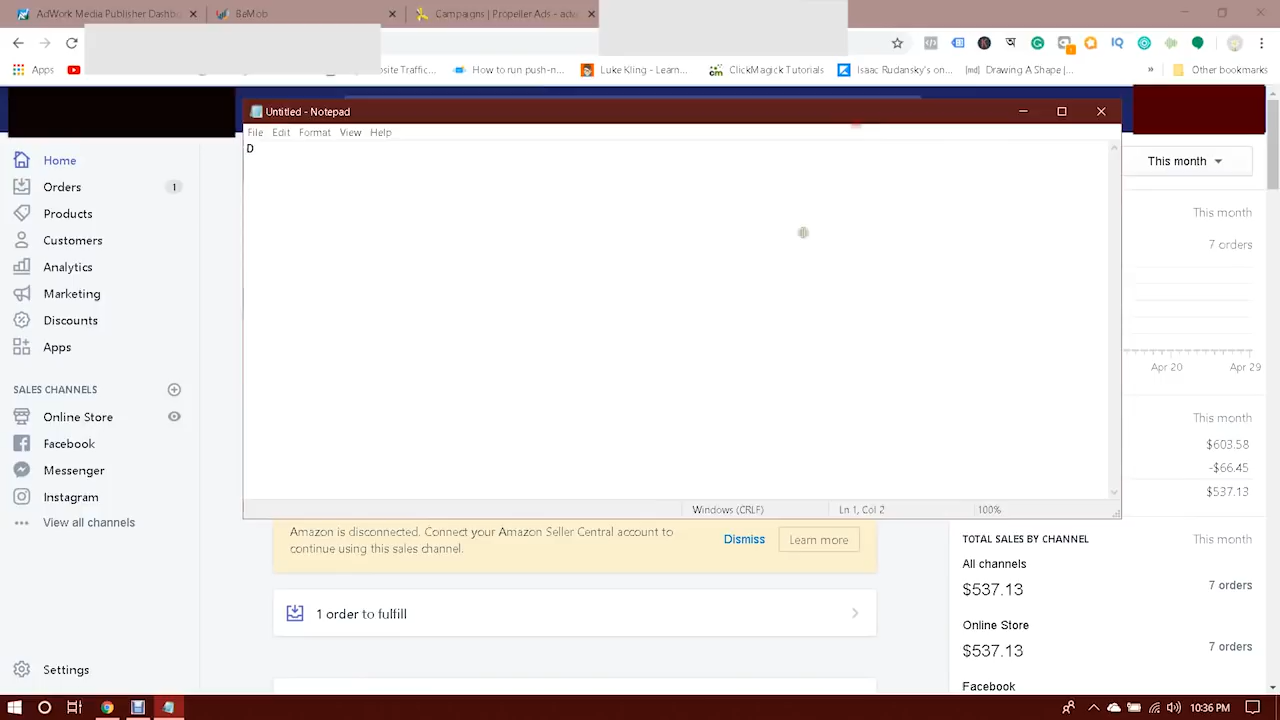 AdWork Media Publisher Dashb
BeMob
Campaigns | Propeller Ads - adv
Apps
Luke Kling - Learn...
How to run push-n...
ClickMagick Tutorials
Isaac Rudansky's on...
Drawing A Shape |...
»
Other bookmarks
Untitled - Notepad
File Edit Format View Help
D
Windows (CRLF)
Ln 1, Col 2
100%
Home
Orders
1
Products
Customers
Analytics
Marketing
Discounts
Apps
SALES CHANNELS
Online Store
Facebook
Messenger
Instagram
View all channels
Settings
Amazon is disconnected. Connect your Amazon Seller Central account to
continue using this sales channel.
Dismiss
Learn more
1 order to fulfill
This month
This month
7 orders
Apr 20
Apr 29
This month
$603.58
-$66.45
$537.13
TOTAL SALES BY CHANNEL
This month
All channels
$537.13
7 orders
Online Store
$537.13
7 orders
Facebook
10:36 PM